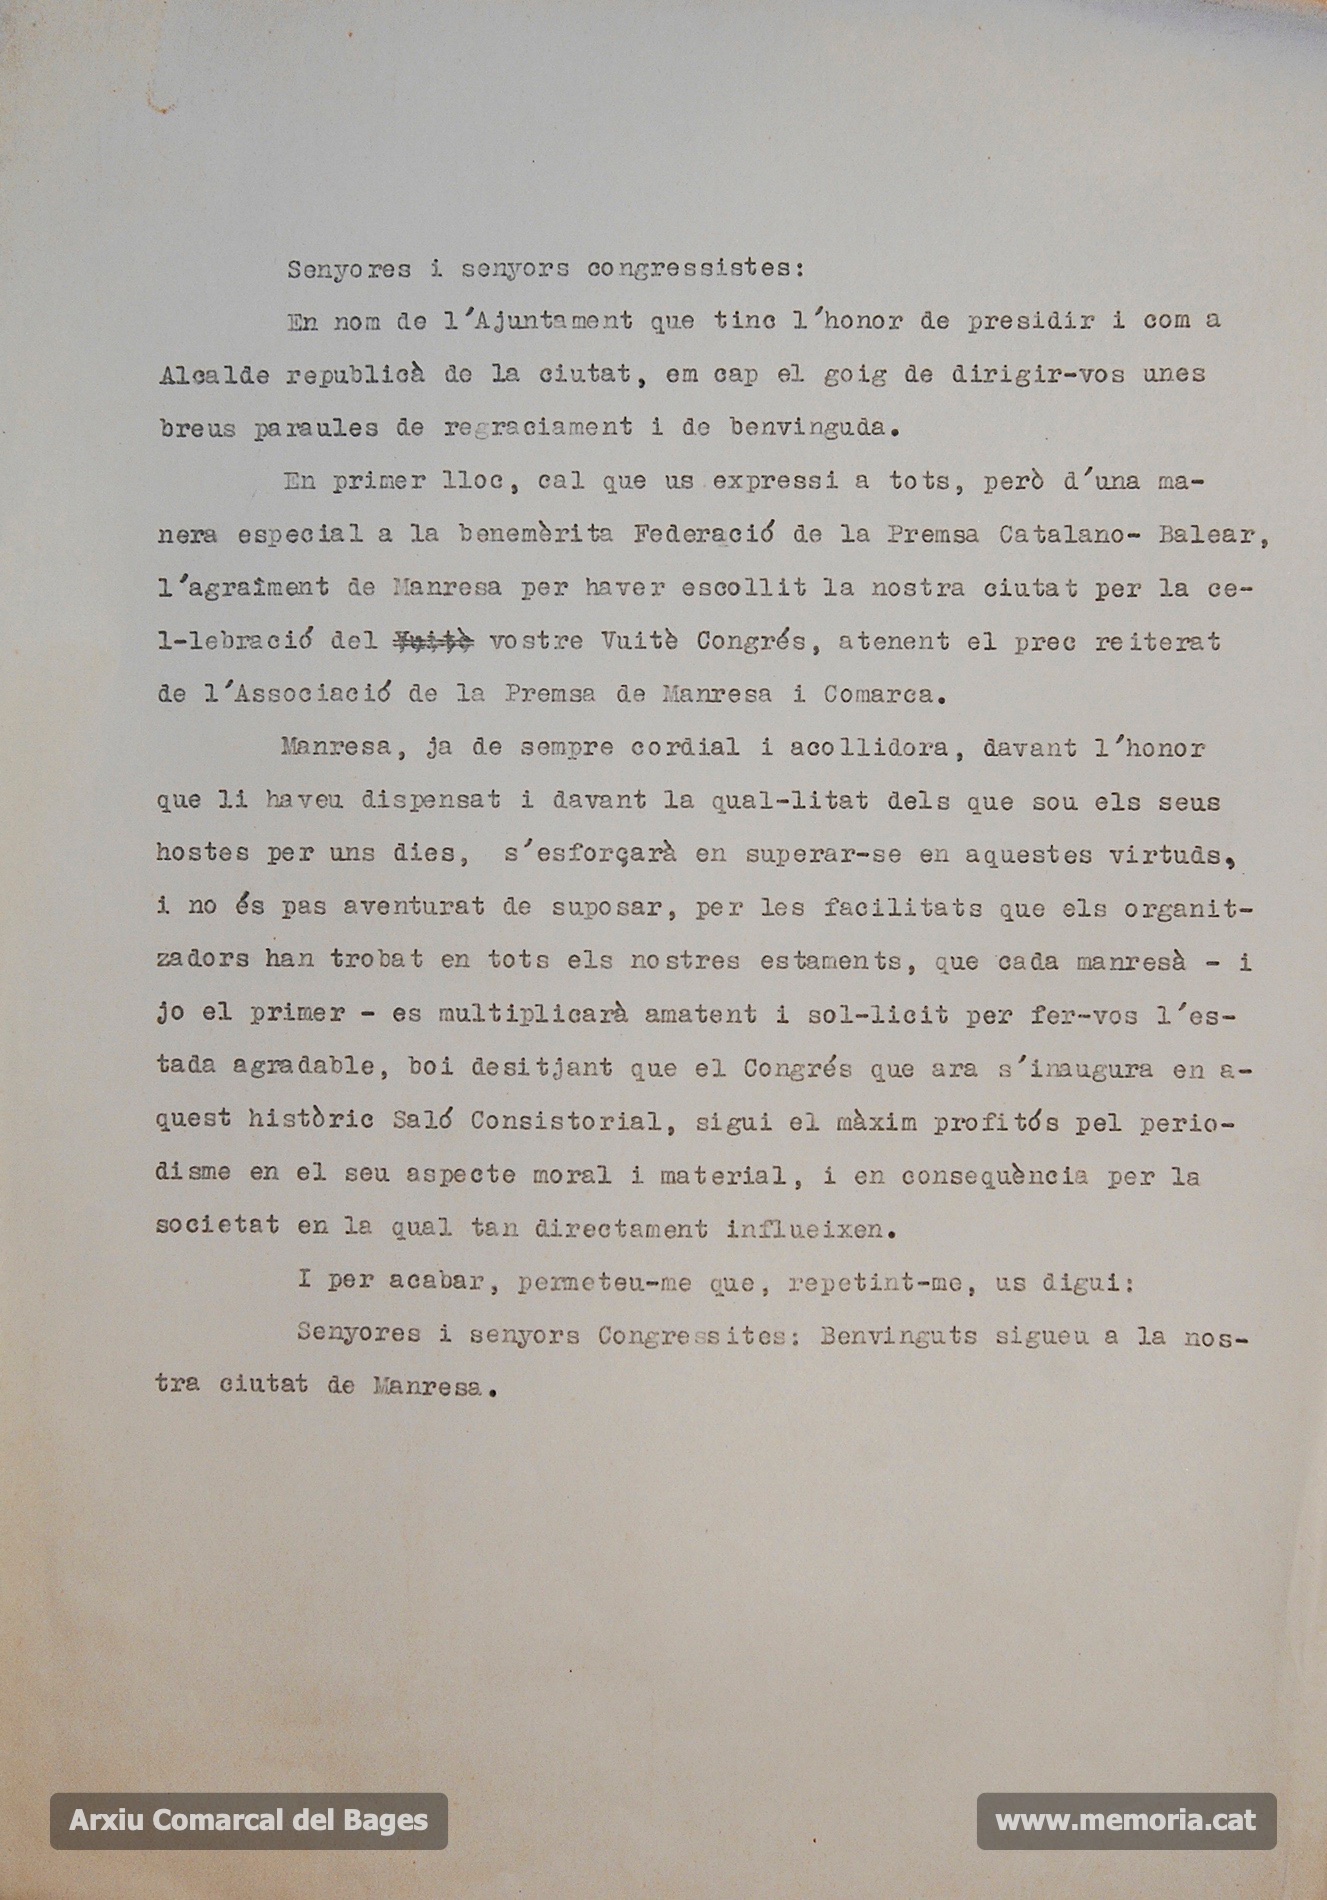 Senyores i senyors congressistes:
En nom de l'Ajuntament que tinc l'honor de presidir i com a
Alcalde republicà de la ciutat, em cap el goig de dirigir-vos unes
breus paraules de regraciament i de benvinguda.
En primer lloc, cal que us expressi a tots, però d'una ma-
nera especial a la benemèrita Federació de la Premsa Catalano- Balear,
l'agraîment de Manresa per haver escollit la nostra ciutat per la ce-
l-lebració del Vuitè vostre Vuitè Congrés, atenent el prec reiterat
de l'Associació de la Premsa de Manresa i Comarca.
Manresa, ja de sempre cordial i acollidora, davant l'honor
que li haveu dispensat i davant la qual-litat dels que sou els seus
hostes per uns dies, s'esforçarà en superar-se en aquestes virtuds,
i no és pas aventurat de suposar, per les facilitats que els organit-
zadors han trobat en tots els nostres estaments, que cada manresà - i
jo el primer - es multiplicarà amatent i sol-licit per fer-vos l'es-
tada agradable, boi desitjant que el Congrés que ara s'inaugura en a-
quest històric Saló Consistorial, sigui el màxim profitós pel perio-
disme en el seu aspecte moral i material, i en consequència per la
societat en la qual tan directament influeixen.
I per acabar, permeteu-me que, repetint-me, us digui:
Senyores i senyors Congressites: Benvinguts sigueu a la nos-
tra ciutat de Manresa.
Arxiu Comarcal del Bages
www.memoria.cat